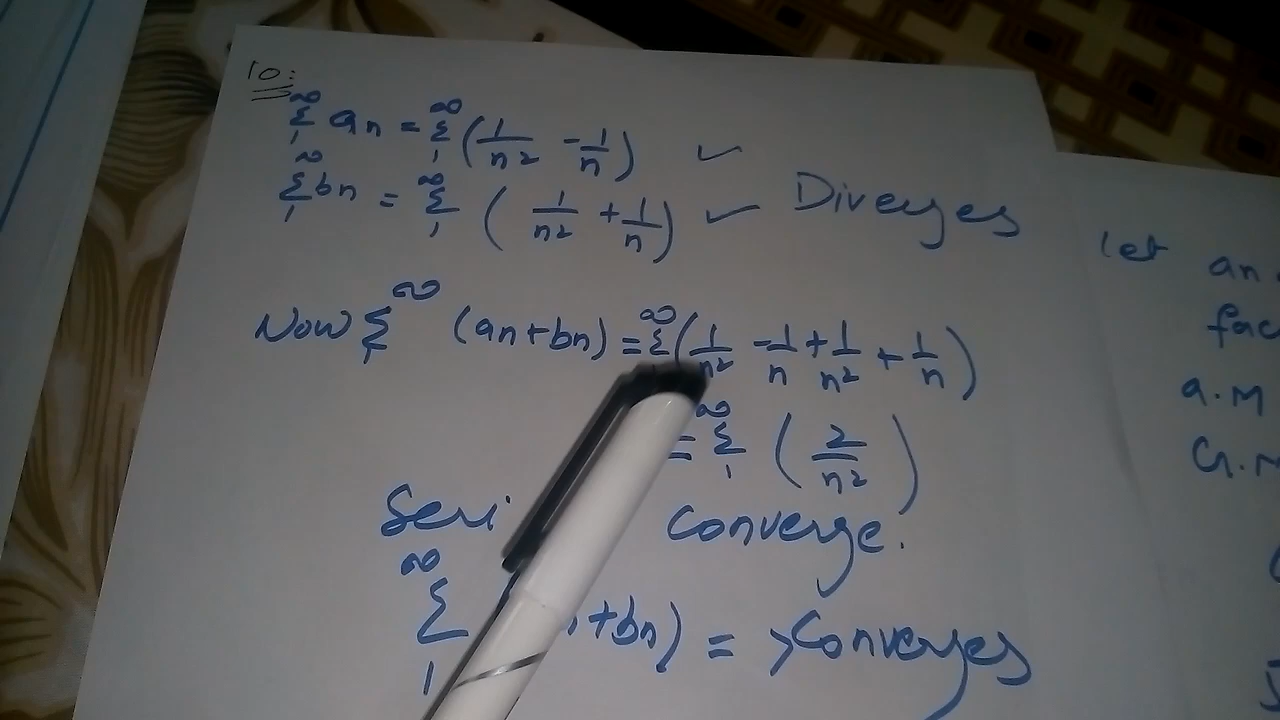 10:
∞ ∑ 1 an = ∞ ∑ 1 (1/n2 - 1/n) ✓
∞ ∑ 1 bn = ∞ ∑ 1 (1/n2 + 1/n) ✓ Diverges
Now ∞ ∑ 1 (an+bn) = ∞ ∑ (1/n2 - 1/n + 1/n2 + 1/n)
= ∞ ∑ 1 (2/n2)
Seri converge.
∞ ∑ 1 +bn) = > Converges
let an
fac
a.M
G.M